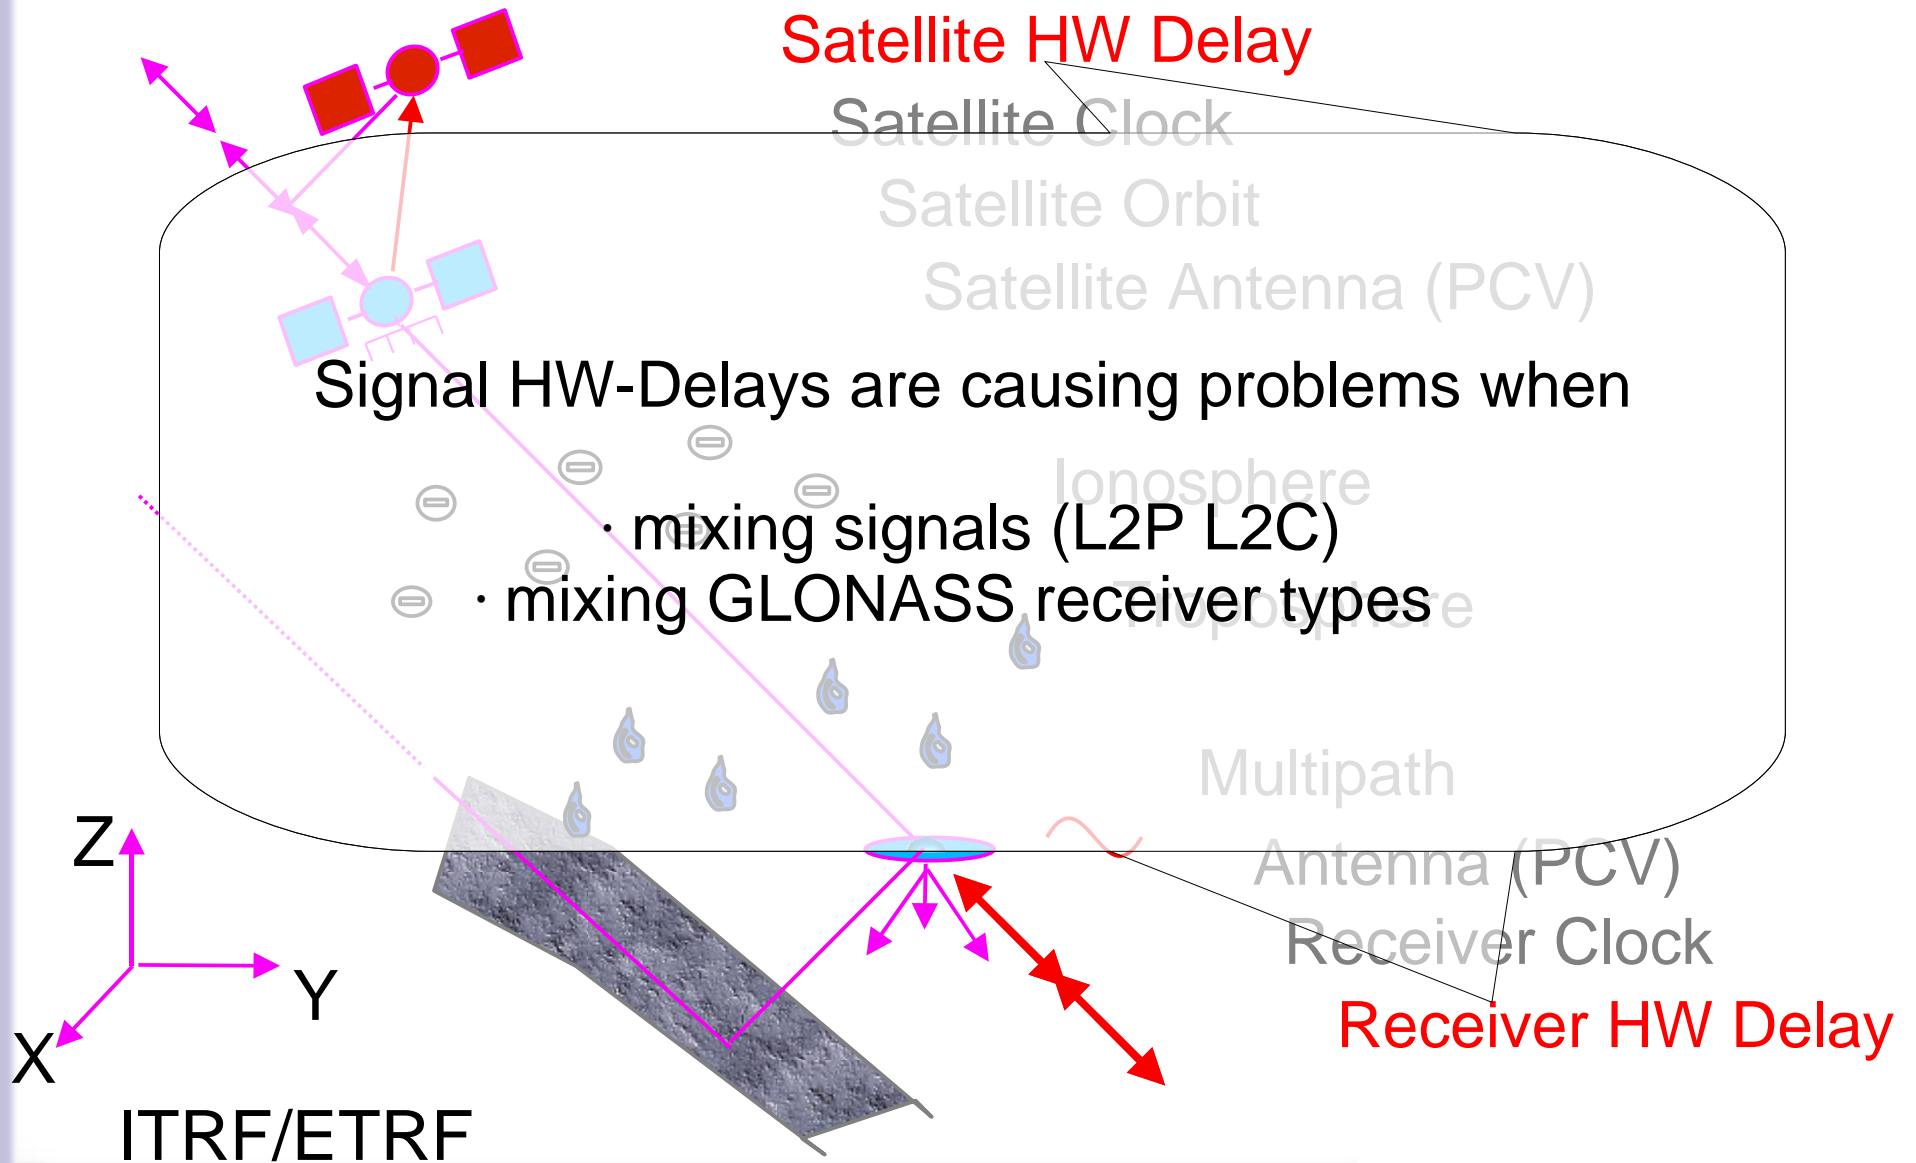 Satellite HW Delay
Satellite Clock
Satellite Orbit
Satellite Antenna (PCV)
Signal HW-Delays are causing problems when
Ionosphere
· mixing signals (L2P L2C)
· mixing GLONASS receiver types
Troposphere
Multipath
Z
Antenna (PCV)
Receiver Clock
Y
Receiver HW Delay
X
ITRF/ETRF